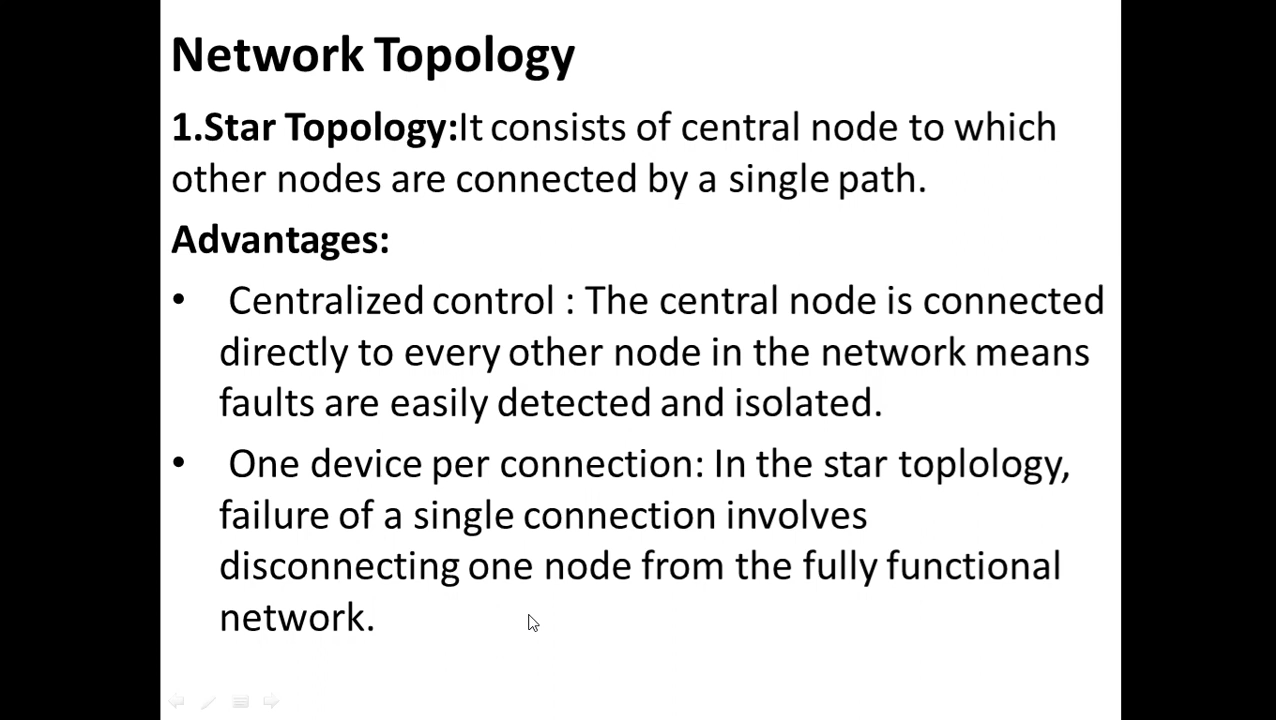 Network Topology
1.Star Topology:It consists of central node to which
other nodes are connected by a single path.
Advantages:
• Centralized control : The central node is connected
directly to every other node in the network means
faults are easily detected and isolated.
• One device per connection: In the star toplology,
failure of a single connection involves
disconnecting one node from the fully functional
network.